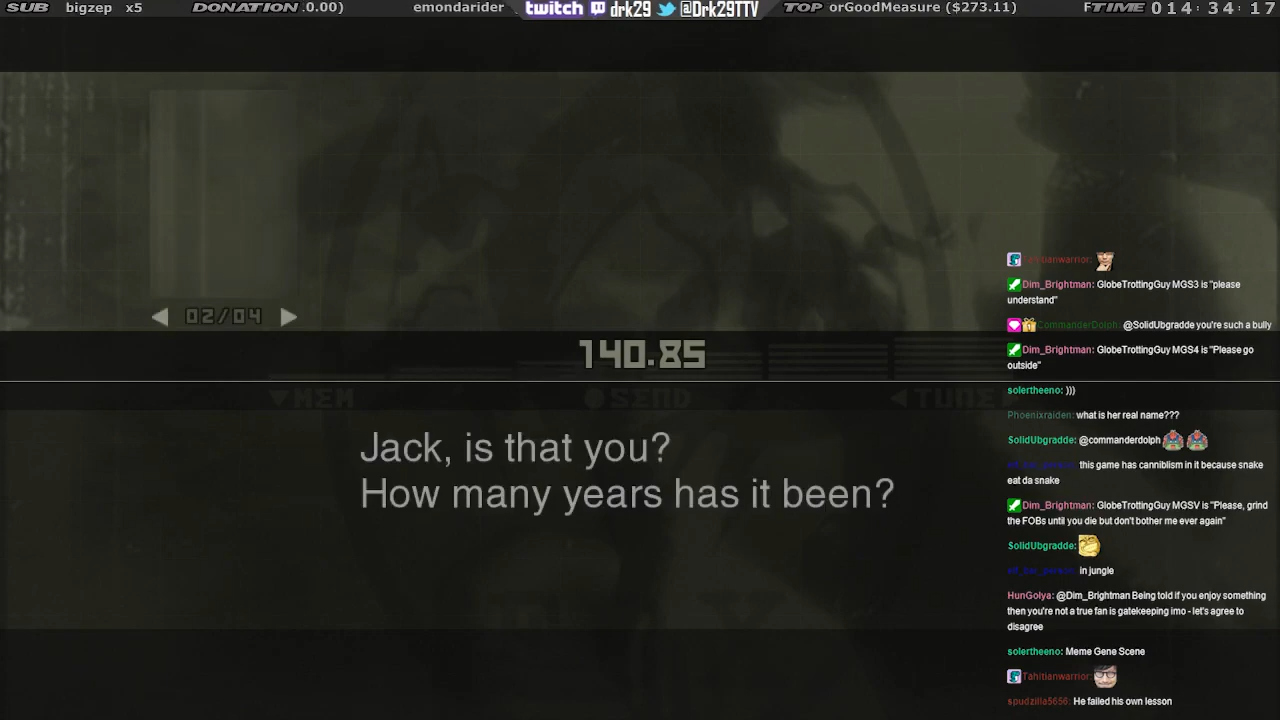 SUB bigzep x5 DONATION .0.00) emondarider twitch drk29 @Drk29TTV TOP orGoodMeasure ($273.11) FTIME 014:34:17
02/04
140.85
MEM SEND TUNE
Jack, is that you?
How many years has it been?
Tahitianwarrior:
Dim_Brightman: GlobeTrottingGuy MGS3 is "please
understand"
CommanderDolph: @SolidUbgradde you're such a bully
Dim_Brightman: GlobeTrottingGuy MGS4 is "Please go
outside"
solertheeno: )))
Phoenixraiden: what is her real name???
SolidUbgradde: @commanderdolph
this game has canniblism in it because snake
eat da snake
Dim_Brightman: GlobeTrottingGuy MGSV is "Please, grind
the FOBs until you die but don't bother me ever again"
SolidUbgradde:
in jungle
HunGolya: @Dim_Brightman Being told if you enjoy something
then you're not a true fan is gatekeeping imo - let's agree to
disagree
solertheeno: Meme Gene Scene
Tahitianwarrior:
spudzilla5656: He failed his own lesson